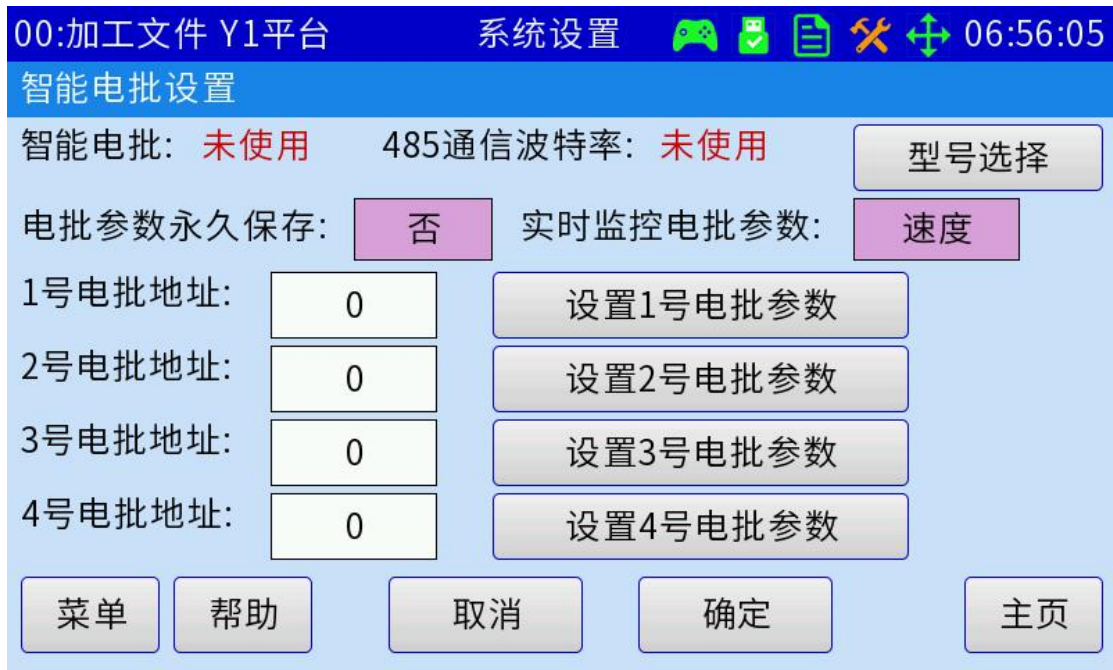 00:加工文件 Y1平台 系统设置 06:56:05
智能电批设置
智能电批: 未使用 485通信波特率: 未使用 型号选择
电批参数永久保存: 否 实时监控电批参数: 速度
1号电批地址: 0 设置1号电批参数
2号电批地址: 0 设置2号电批参数
3号电批地址: 0 设置3号电批参数
4号电批地址: 0 设置4号电批参数
菜单 帮助 取消 确定 主页